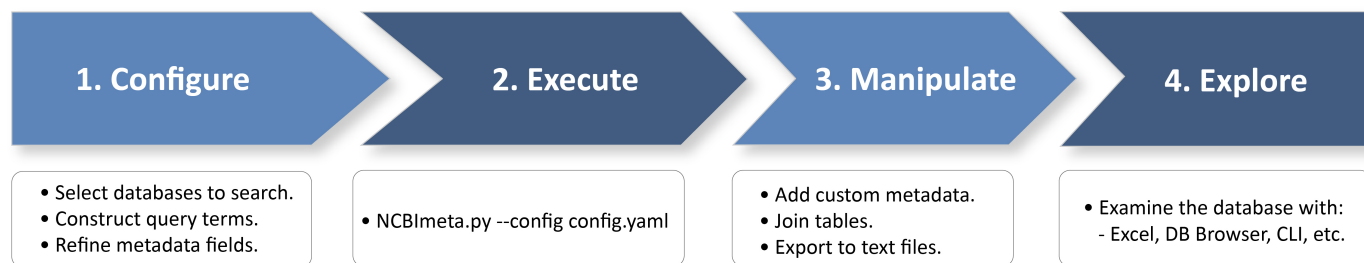 1. Configure
2. Execute
3. Manipulate
4. Explore
• Select databases to search.
• Construct query terms.
• Refine metadata fields.
• NCBImeta.py --config config.yaml
• Add custom metadata.
• Join tables.
• Export to text files.
• Examine the database with:
- Excel, DB Browser, CLI, etc.